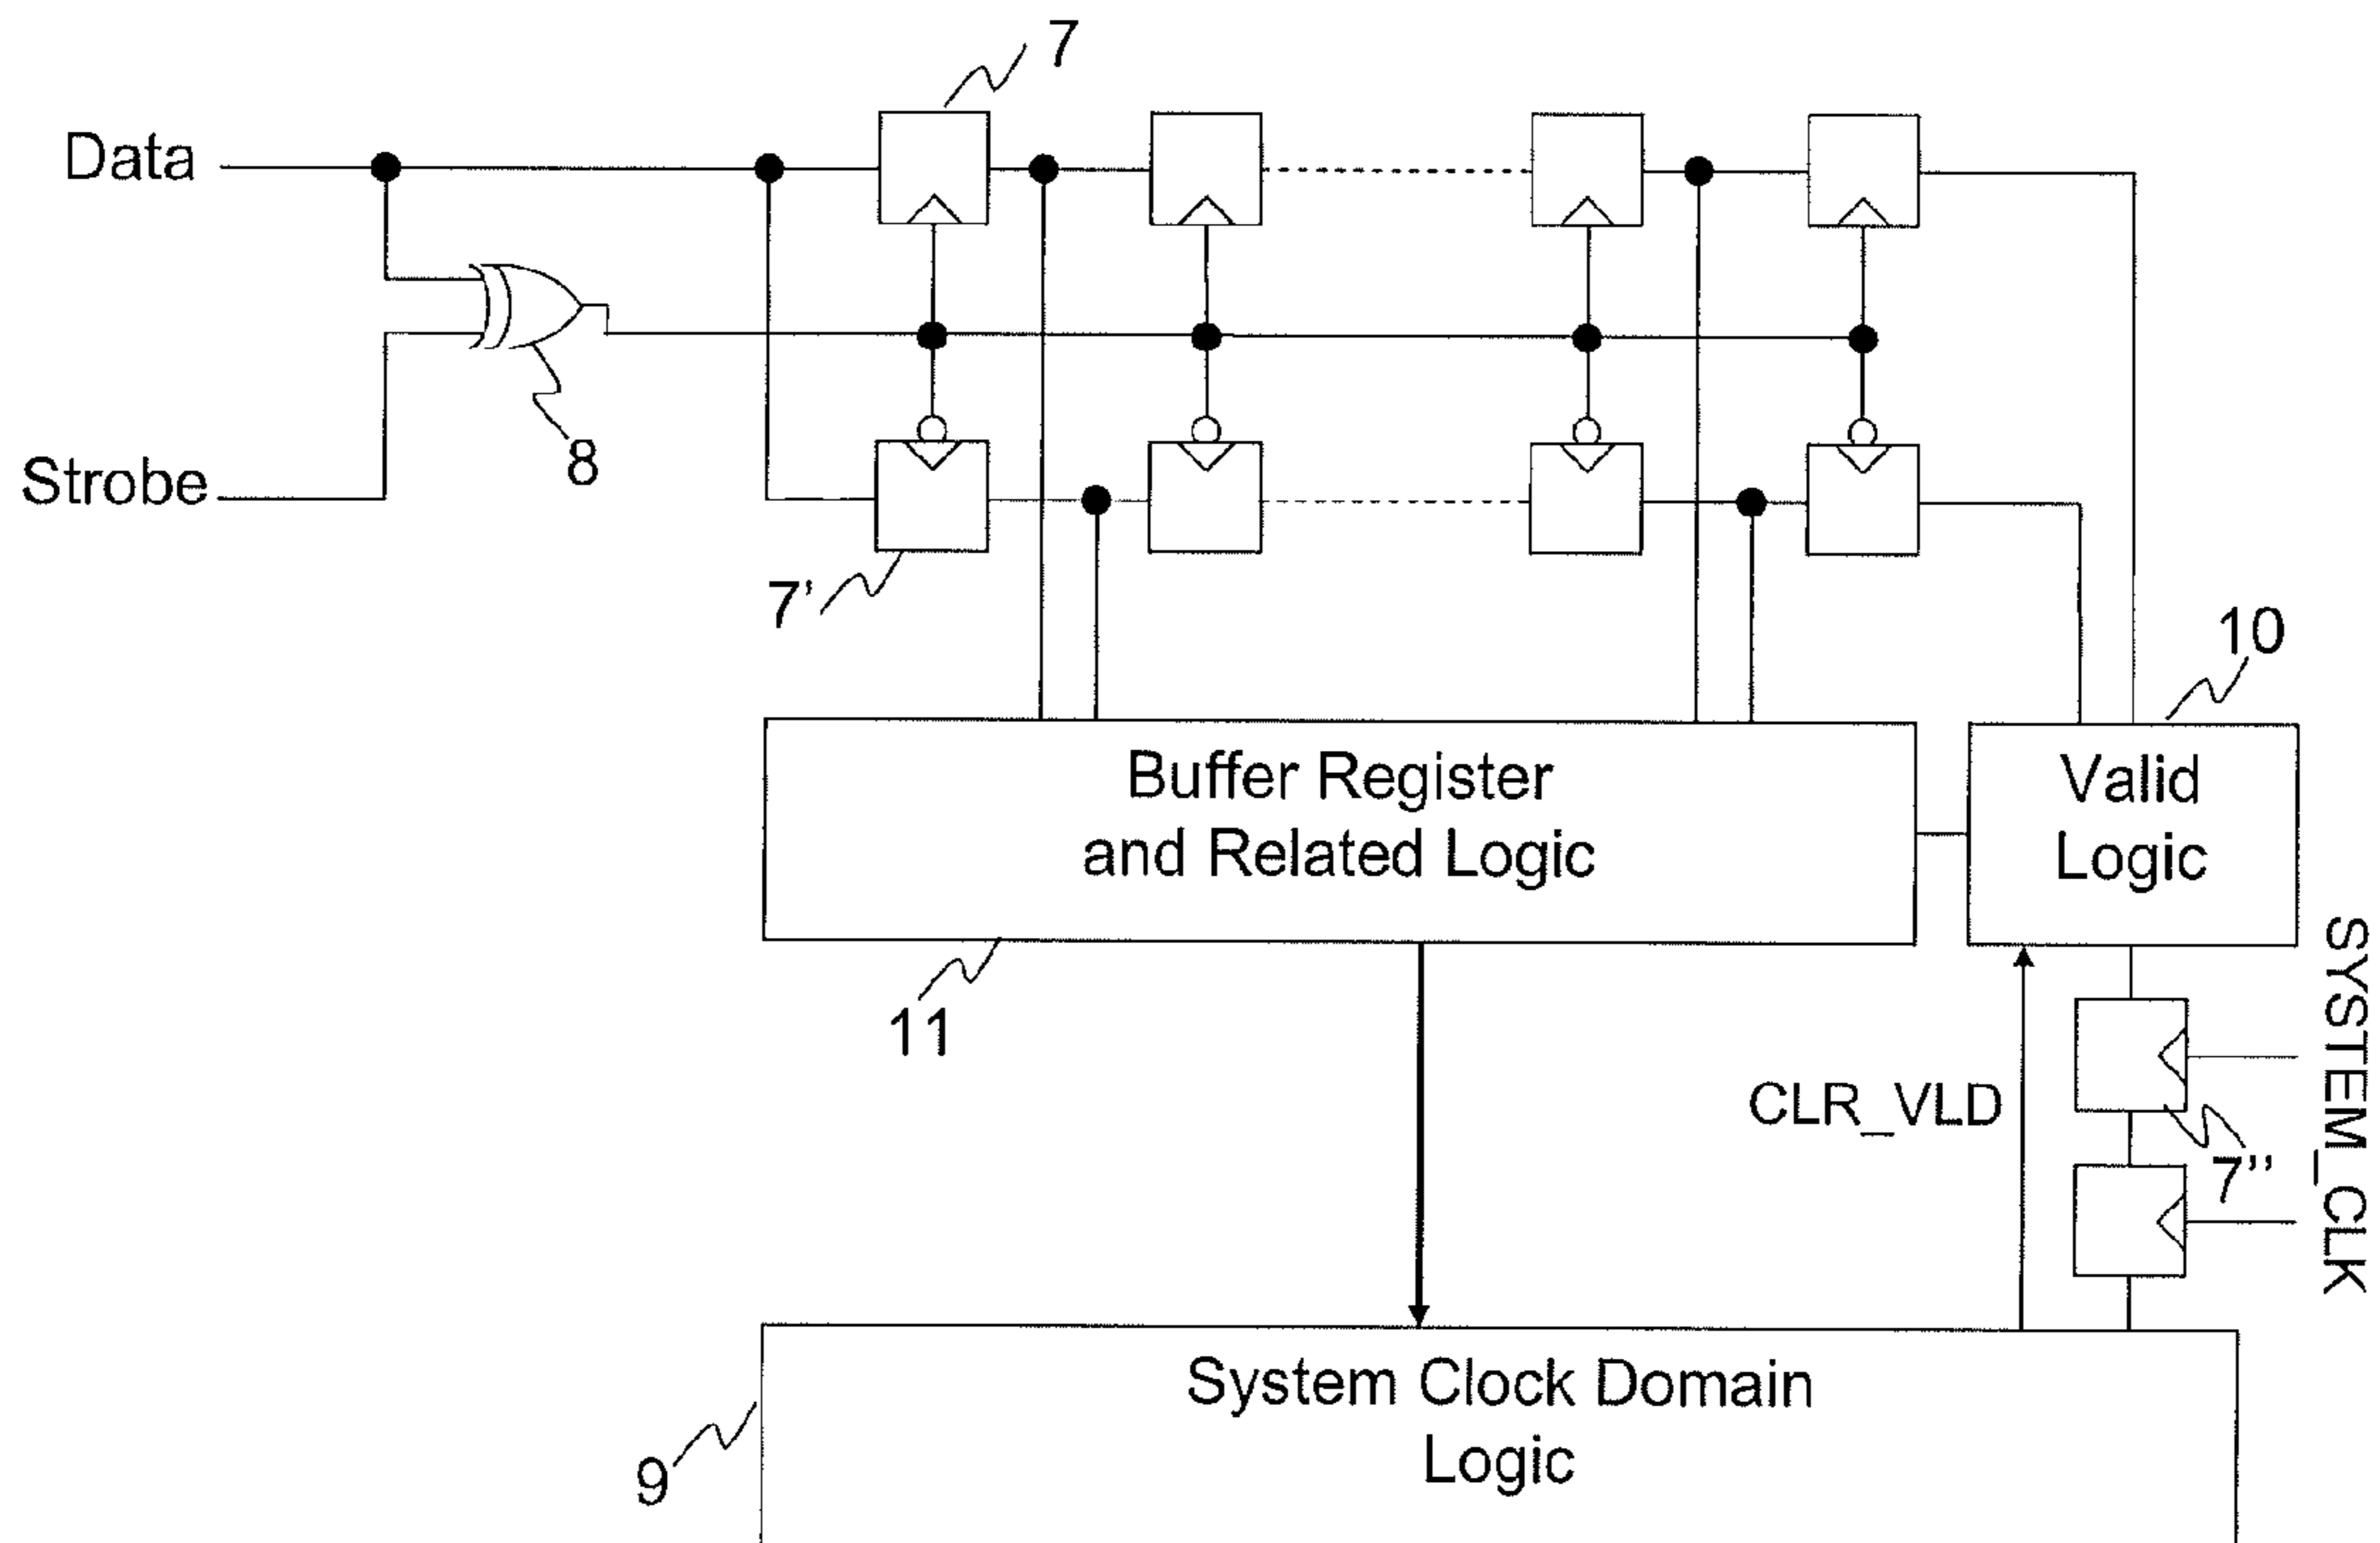 7
Data
8
Strobe
7’
10
Buffer Register
and Related Logic
Valid
Logic
11
SYSTEM_CLK
CLR_VLD
7’’
System Clock Domain
Logic
9